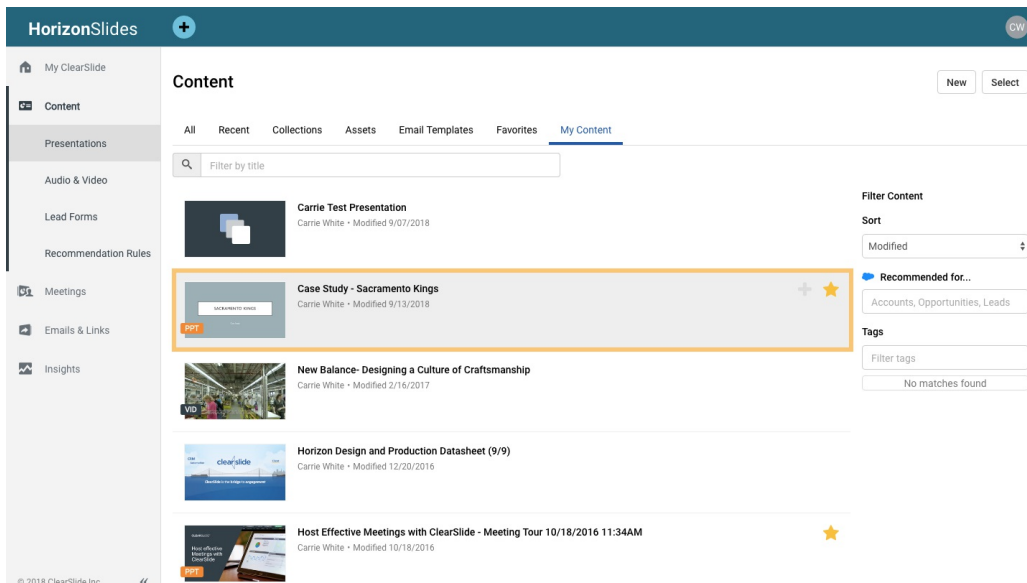 HorizonSlides
CW
My ClearSlide
Content
Presentations
Audio & Video
Lead Forms
Recommendation Rules
Meetings
Emails & Links
Insights
© 2018 ClearSlide Inc.
Content
New
Select
All
Recent
Collections
Assets
Email Templates
Favorites
My Content
Filter by title
Carrie Test Presentation
Carrie White • Modified 9/07/2018
SACRAMENTO KINGS
PPT
Case Study - Sacramento Kings
Carrie White • Modified 9/13/2018
VID
New Balance- Designing a Culture of Craftsmanship
Carrie White • Modified 2/16/2017
clearslide
ClearSlide is the bridge to engagement
Horizon Design and Production Datasheet (9/9)
Carrie White • Modified 12/20/2016
Host effective
Meetings with
ClearSlide
PPT
Host Effective Meetings with ClearSlide - Meeting Tour 10/18/2016 11:34AM
Carrie White • Modified 10/18/2016
Filter Content
Sort
Modified
Recommended for...
Accounts, Opportunities, Leads
Tags
Filter tags
No matches found